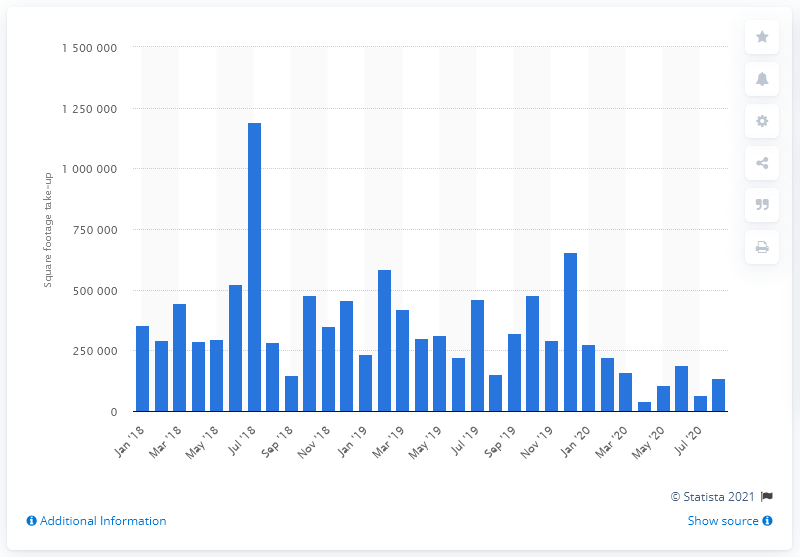 1 500 000
1 250 000
1 000 000
750 000
500 000
250 000
0
Square footage take-up
Jan '18
Mar '18
May '18
Jul '18
Sep '18
Nov '18
Jan '19
Mar '19
May '19
Jul '19
Sep '19
Nov '19
Jan '20
Mar '20
May '20
Jul '20
© Statista 2021
Additional Information
Show source